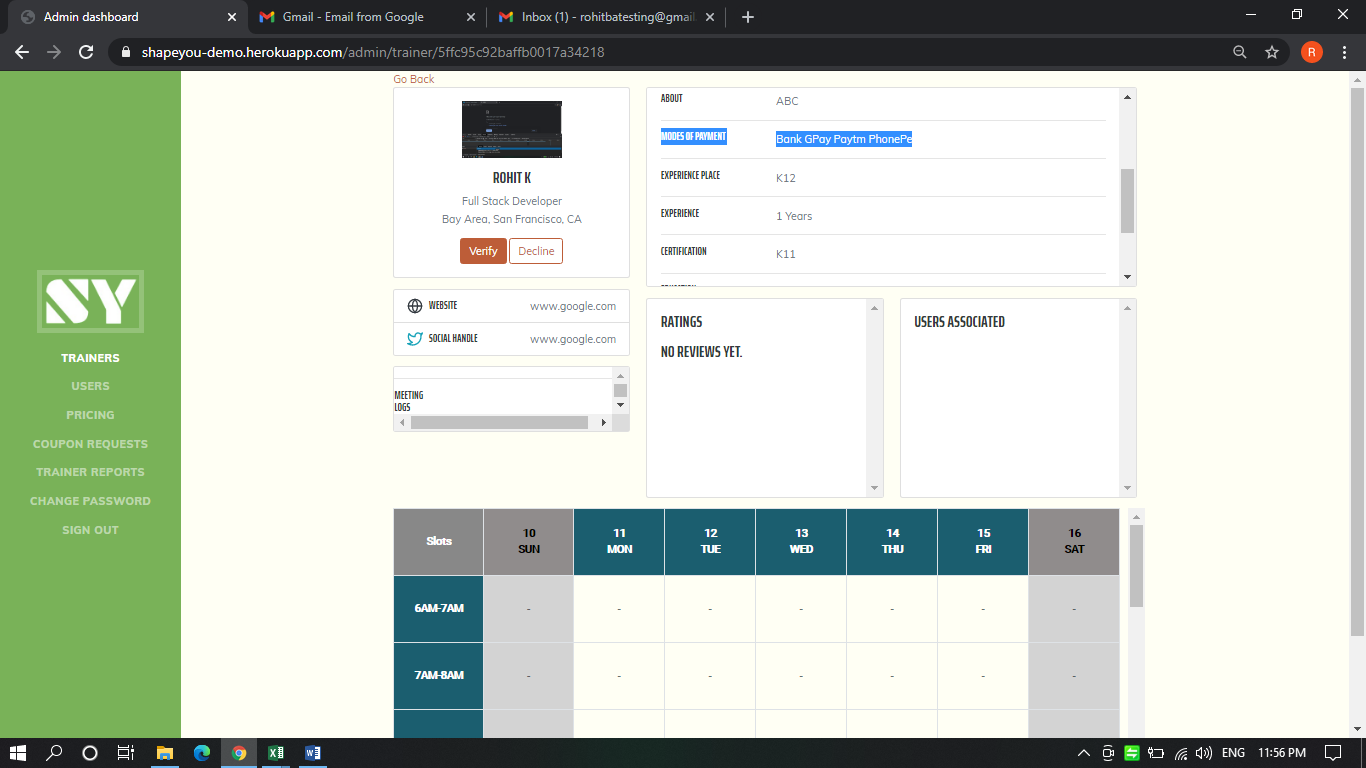 Admin dashboard
Gmail - Email from Google
Inbox (1) - rohitbatesting@gmail
shapeyou-demo.herokuapp.com/admin/trainer/5ffc95c92baffb0017a34218
R
SY
TRAINERS
USERS
PRICING
COUPON REQUESTS
TRAINER REPORTS
CHANGE PASSWORD
SIGN OUT
Go Back
ROHIT K
Full Stack Developer
Bay Area, San Francisco, CA
Verify Decline
WEBSITE www.google.com
SOCIAL HANDLE www.google.com
MEETING
LOGS
ABOUT ABC
MODES OF PAYMENT Bank GPay Paytm PhonePe
EXPERIENCE PLACE K12
EXPERIENCE 1 Years
CERTIFICATION K11
RATINGS
NO REVIEWS YET.
USERS ASSOCIATED
Slots 10 SUN 11 MON 12 TUE 13 WED 14 THU 15 FRI 16 SAT
6AM-7AM - - - - - - -
7AM-8AM - - - - - - -
ENG 11:56 PM